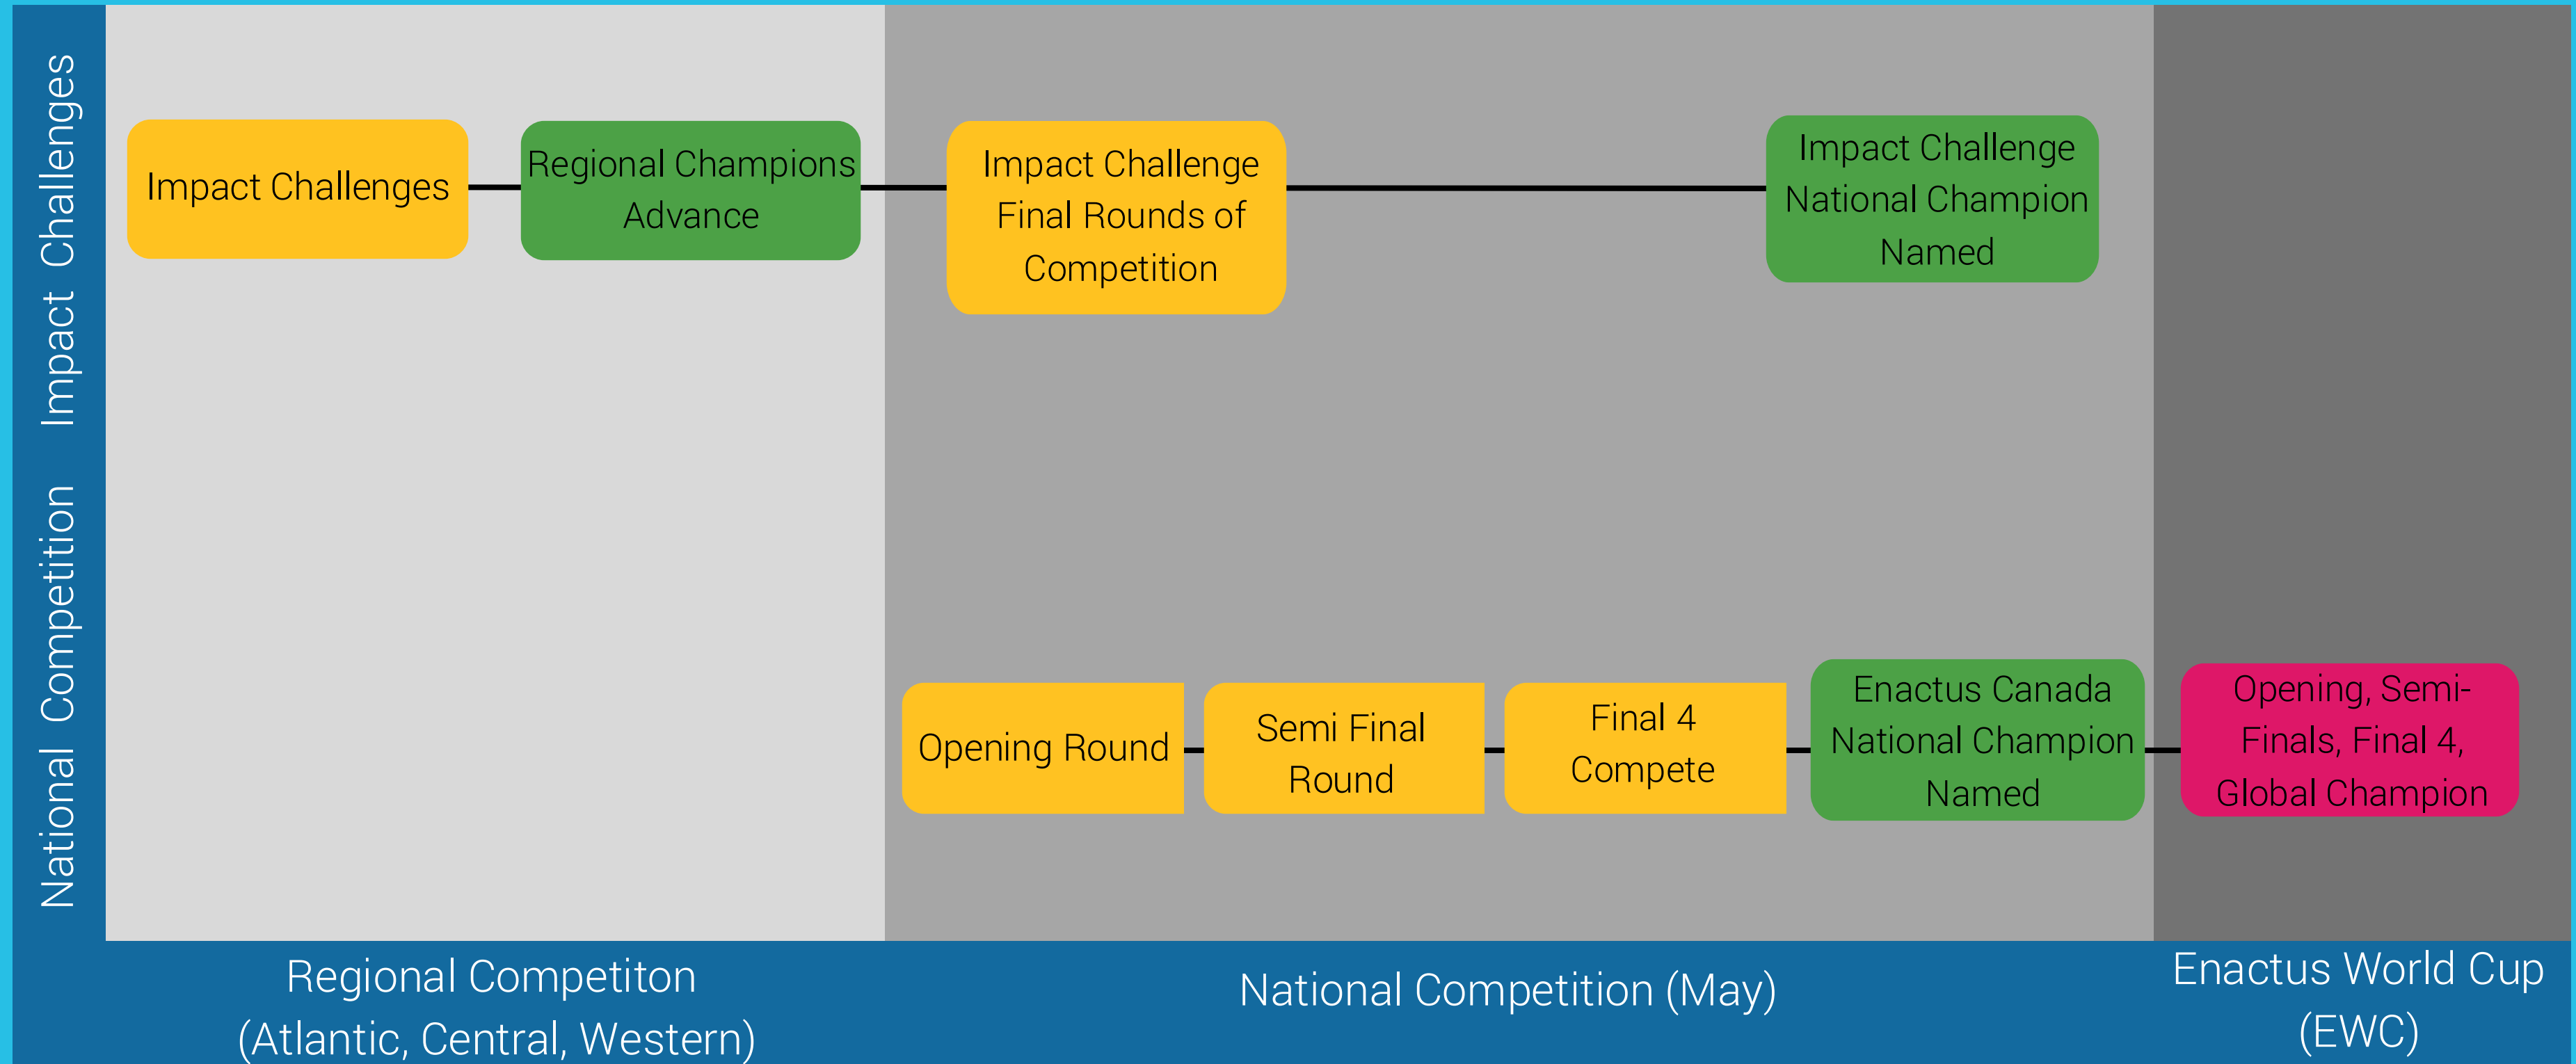 Impact Challenges
Impact Challenges
Regional Champions
Advance
Impact Challenge
Final Rounds of
Competition
Impact Challenge
National Champion
Named
National Competition
Opening Round
Semi Final
Round
Final 4
Compete
Enactus Canada
National Champion
Named
Opening, Semi-
Finals, Final 4,
Global Champion
Regional Competiton
(Atlantic, Central, Western)
National Competition (May)
Enactus World Cup
(EWC)